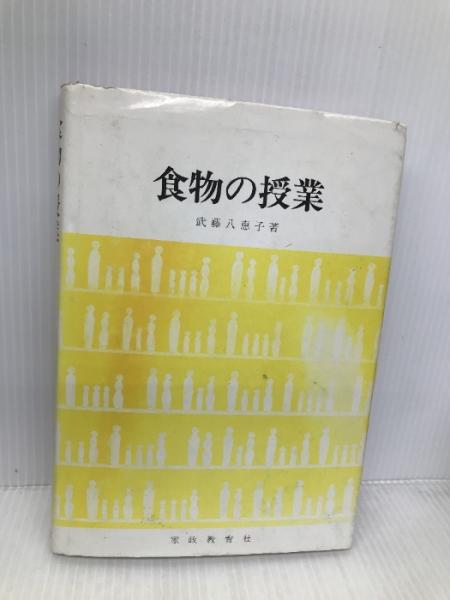 食物の授業
武藤八恵子著
家政教育社